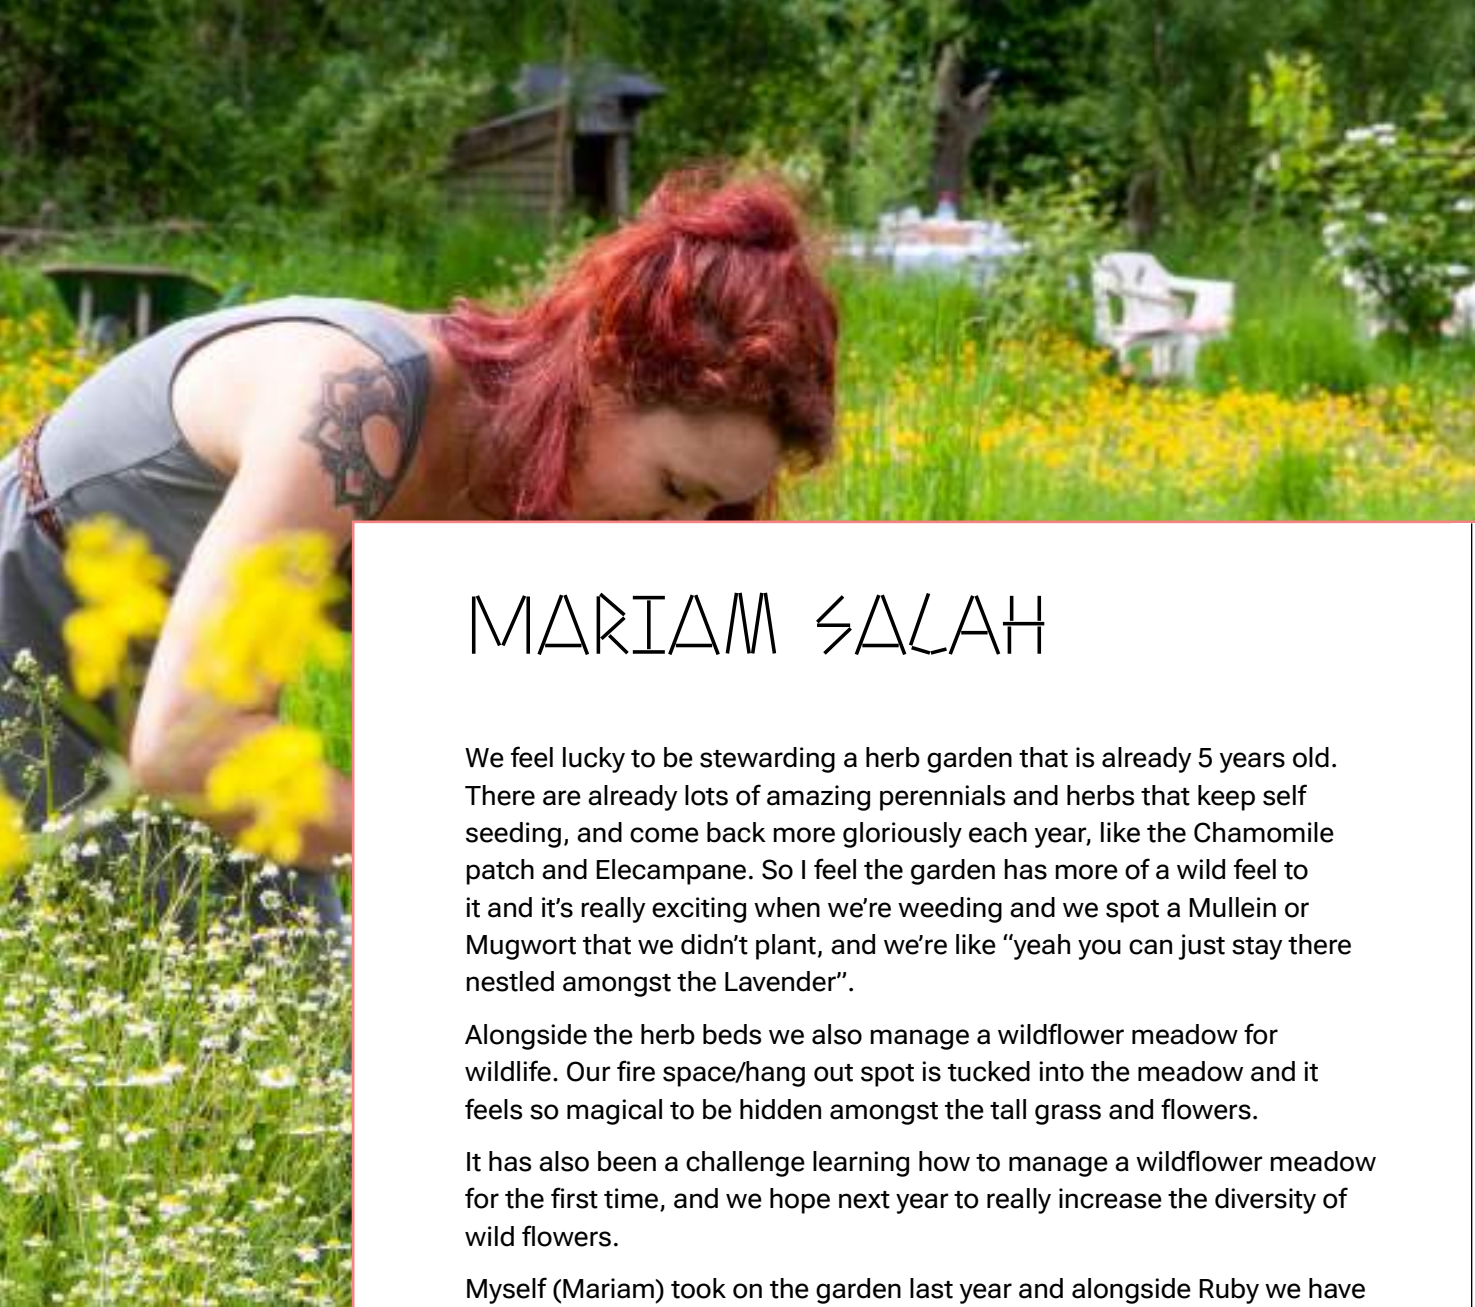 MARIAM SALAH
We feel lucky to be stewarding a herb garden that is already 5 years old.
There are already lots of amazing perennials and herbs that keep self
seeding, and come back more gloriously each year, like the Chamomile
patch and Elecampane. So I feel the garden has more of a wild feel to
it and it’s really exciting when we’re weeding and we spot a Mullein or
Mugwort that we didn’t plant, and we’re like “yeah you can just stay there
nestled amongst the Lavender”.
Alongside the herb beds we also manage a wildflower meadow for
wildlife. Our fire space/hang out spot is tucked into the meadow and it
feels so magical to be hidden amongst the tall grass and flowers.
It has also been a challenge learning how to manage a wildflower meadow
for the first time, and we hope next year to really increase the diversity of
wild flowers.
Myself (Mariam) took on the garden last year and alongside Ruby we have